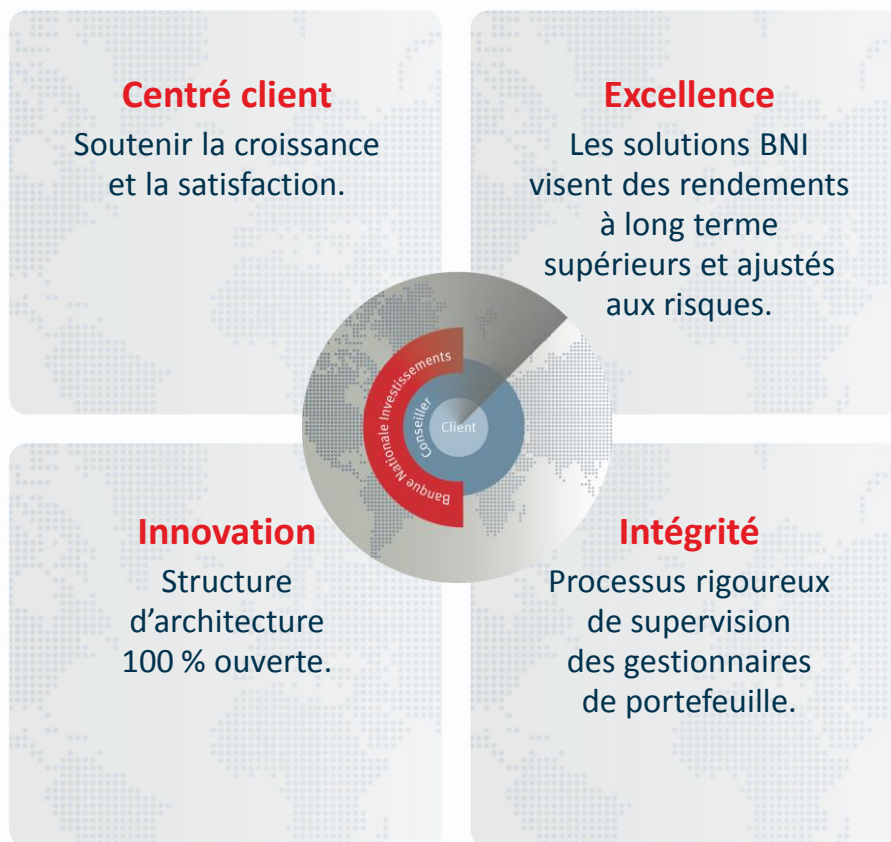 Centré client
Soutenir la croissance
et la satisfaction.
Excellence
Les solutions BNI
visent des rendements
à long terme
supérieurs et ajustés
aux risques.
Banque Nationale Investissements
Conseiller
Client
Innovation
Structure
d’architecture
100 % ouverte.
Intégrité
Processus rigoureux
de supervision
des gestionnaires
de portefeuille.